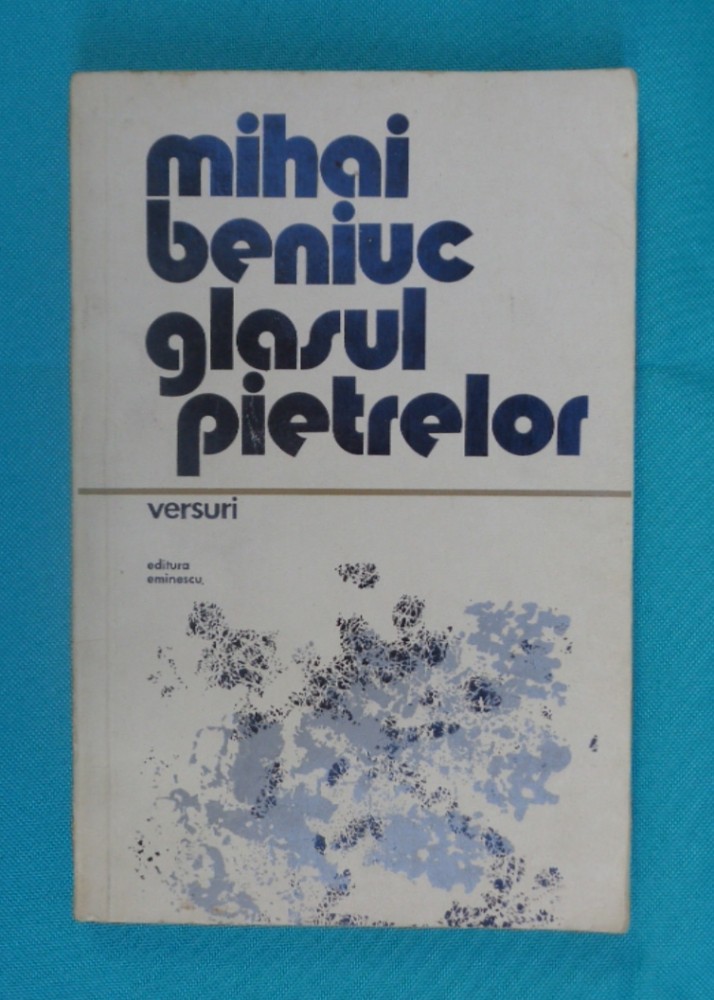 mihai
beniuc
glasul
pietrelor
versuri
editura
eminescu